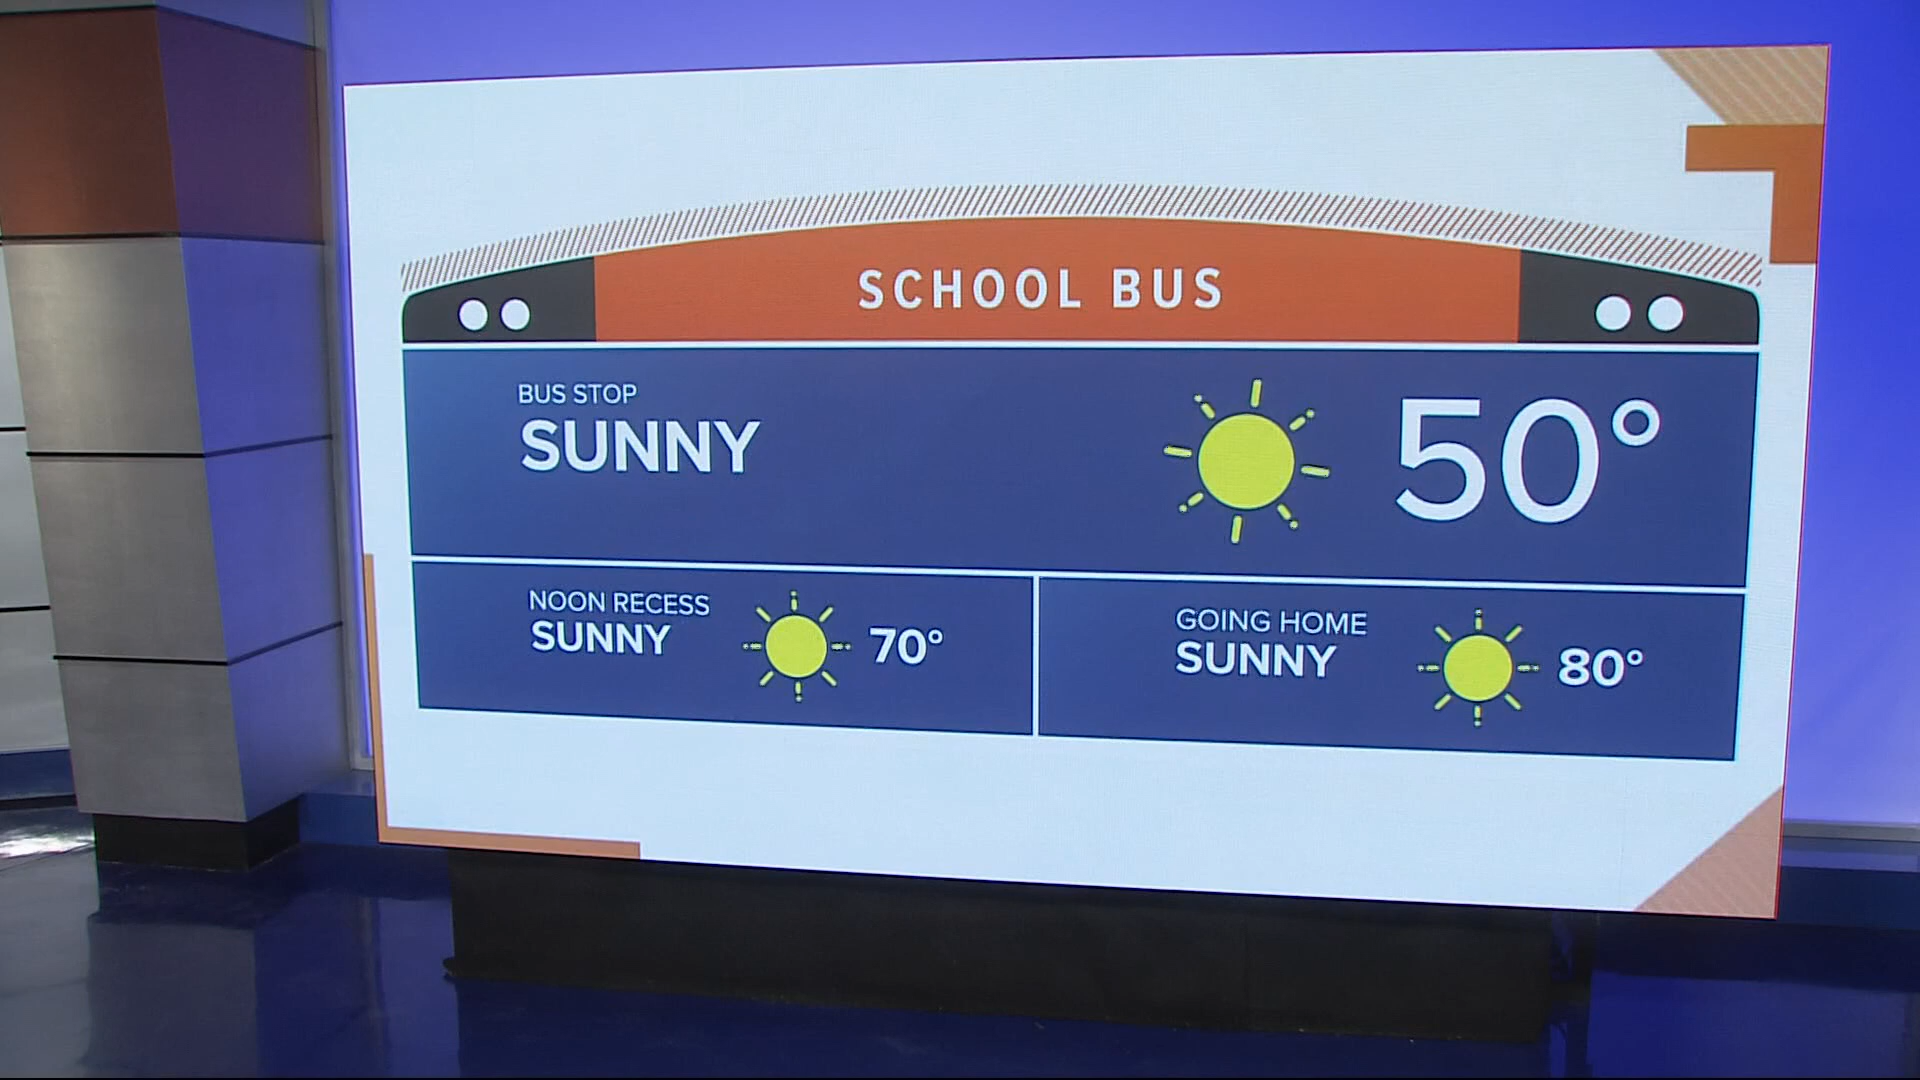 SCHOOL BUS
BUS STOP
SUNNY
50°
NOON RECESS
SUNNY
70°
GOING HOME
SUNNY
80°